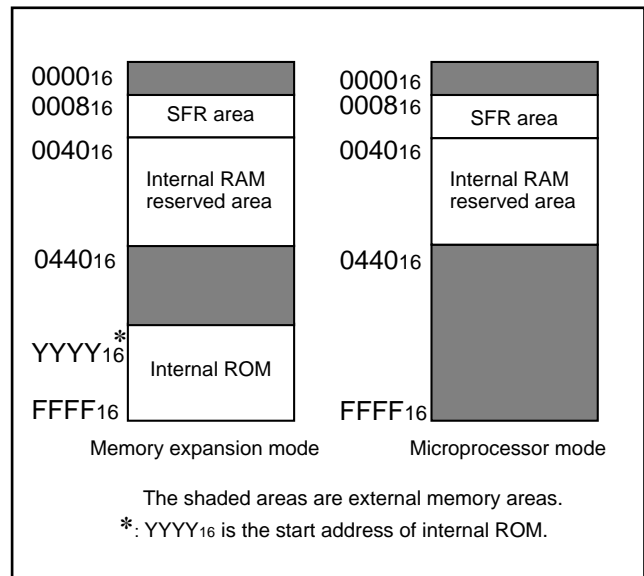 0000₁₆
0008₁₆
SFR area
0040₁₆
Internal RAM
reserved area
0440₁₆
YYYY₁₆*
Internal ROM
FFFF₁₆
Memory expansion mode
0000₁₆
0008₁₆
SFR area
0040₁₆
Internal RAM
reserved area
0440₁₆
FFFF₁₆
Microprocessor mode
The shaded areas are external memory areas.
*: YYYY₁₆ is the start address of internal ROM.